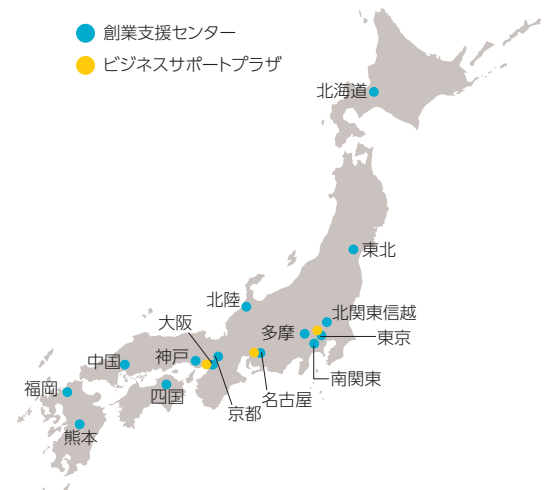 創業支援センター
ビジネスサポートプラザ
北海道
東北
北陸
北関東信越
大阪
多摩
東京
中国
神戸
南関東
福岡
四国
名古屋
京都
熊本